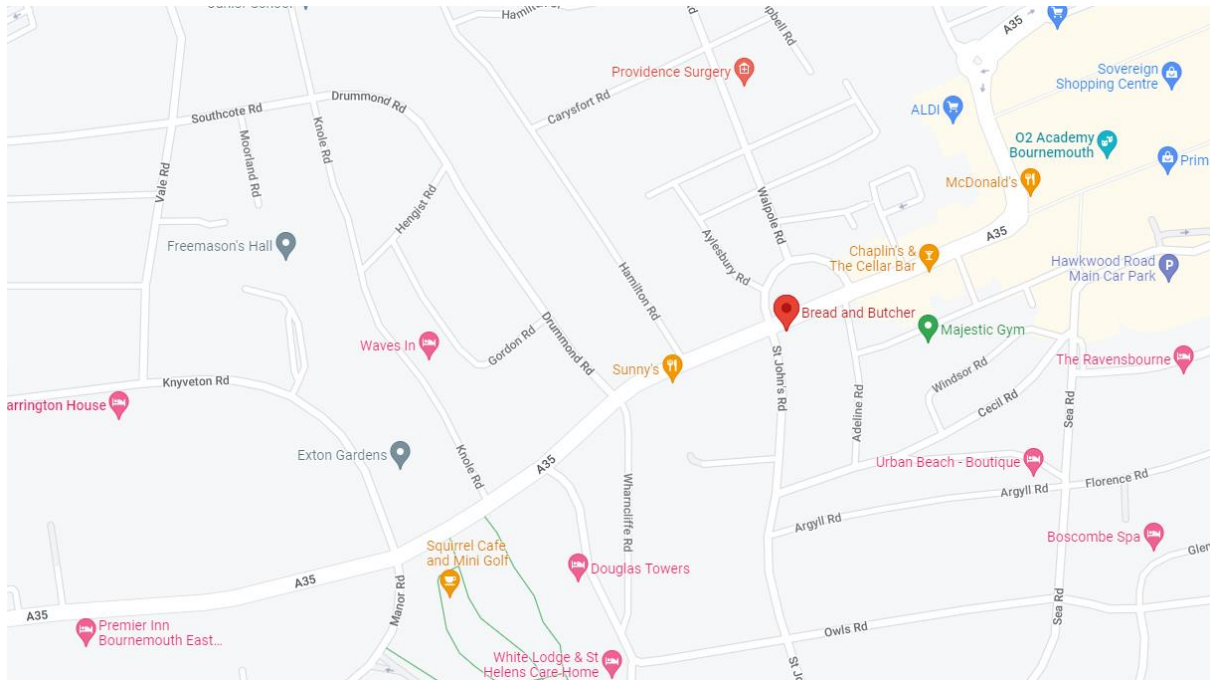 Hamilton
A35
Providence Surgery
Sovereign
Shopping Centre
Carysfort Rd
ALDI
Drummond Rd
Southcote Rd
Knole Rd
Moorland Rd
O2 Academy
Bournemouth
Prim
McDonald's
Vale Rd
Hengist Rd
Walpole Rd
Freemason's Hall
Aylesbury Rd
A35
Chaplin's &
The Cellar Bar
Hawkwood Road
Main Car Park
Hamilton Rd
Bread and Butcher
Majestic Gym
Waves In
Gordon Rd
Drummond Rd
Sunny's
The Ravensbourne
St John's Rd
Windsor Rd
Knyveton Rd
Cecil Rd
Sea Rd
Adeline Rd
arrington House
Exton Gardens
Knole Rd
A35
Urban Beach - Boutique
Wharncliffe Rd
Florence Rd
Argyll Rd
Argyll Rd
Boscombe Spa
Squirrel Cafe
and Mini Golf
Glen
Douglas Towers
A35
Manor Rd
A35
Sea Rd
Premier Inn
Bournemouth East...
Owls Rd
White Lodge & St
Helens Care Home
St Jo